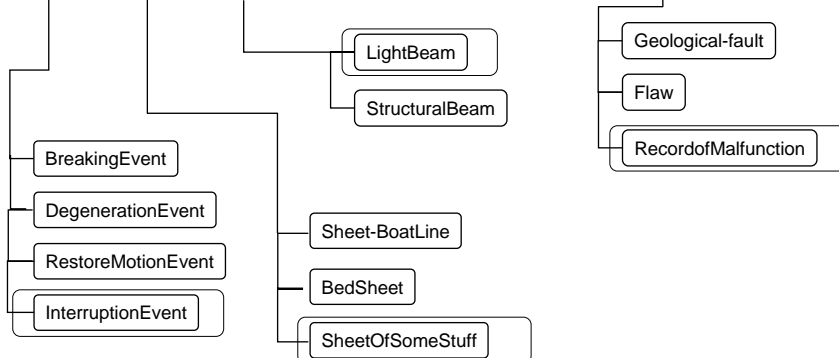 LightBeam
StructuralBeam
Geological-fault
Flaw
RecordofMalfunction
BreakingEvent
DegenerationEvent
RestoreMotionEvent
InterruptionEvent
Sheet-BoatLine
BedSheet
SheetOfSomeStuff